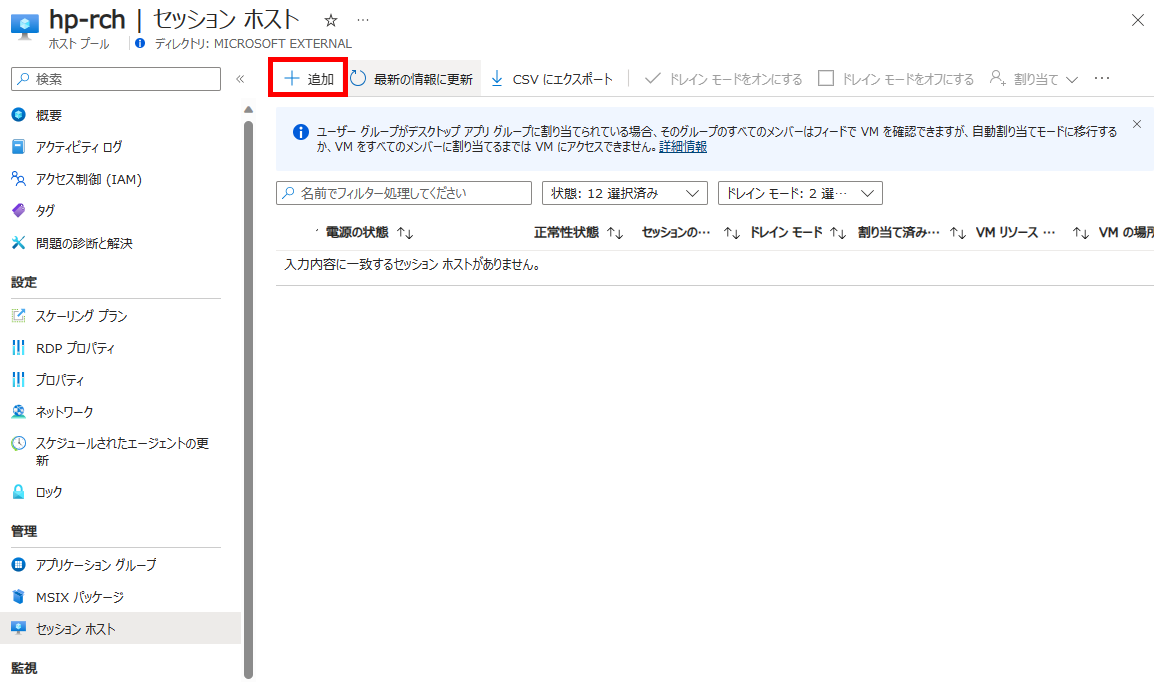 hp-rch | セッション ホスト ☆ …
ホスト プール ディレクトリ: MICROSOFT EXTERNAL
検索
概要
アクティビティ ログ
アクセス制御 (IAM)
タグ
問題の診断と解決
設定
スケーリング プラン
RDP プロパティ
プロパティ
ネットワーク
スケジュールされたエージェントの更
新
ロック
管理
アプリケーション グループ
MSIX パッケージ
セッション ホスト
監視
追加 最新の情報に更新 CSV にエクスポート ドレイン モードをオンにする ドレイン モードをオフにする 割り当て …
ユーザー グループがデスクトップ アプリ グループに割り当てられている場合、そのグループのすべてのメンバーはフィードで VM を確認できますが、自動割り当てモードに移行する
か、VM をすべてのメンバーに割り当てるまでは VM にアクセスできません。詳細情報
名前でフィルター処理してください 状態: 12 選択済み ドレイン モード: 2 選…
電源の状態 ↑↓ 正常性状態 ↑↓ セッションの… ↑↓ ドレイン モード ↑↓ 割り当て済み… ↑↓ VM リソース … ↑↓ VM の場所
入力内容に一致するセッション ホストがありません。